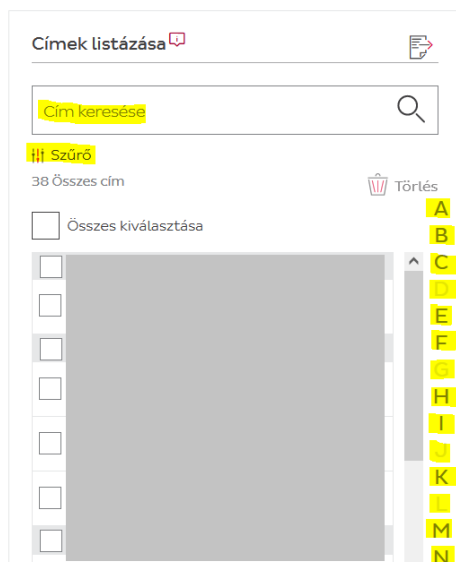 Címek listázása
Cím keresése
Szűrő
38 Összes cím
Törlés
Összes kiválasztása
A
B
C
D
E
F
G
H
I
J
K
L
M
N